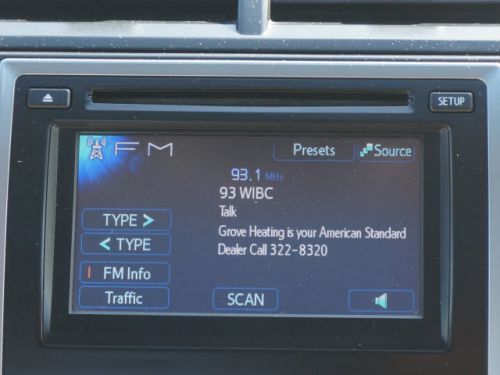 SETUP
FM
Presets
Source
93.1 MHz
93 WIBC
Talk
TYPE >
Grove Heating is your American Standard
< TYPE
Dealer Call 322-8320
FM Info
Traffic
SCAN